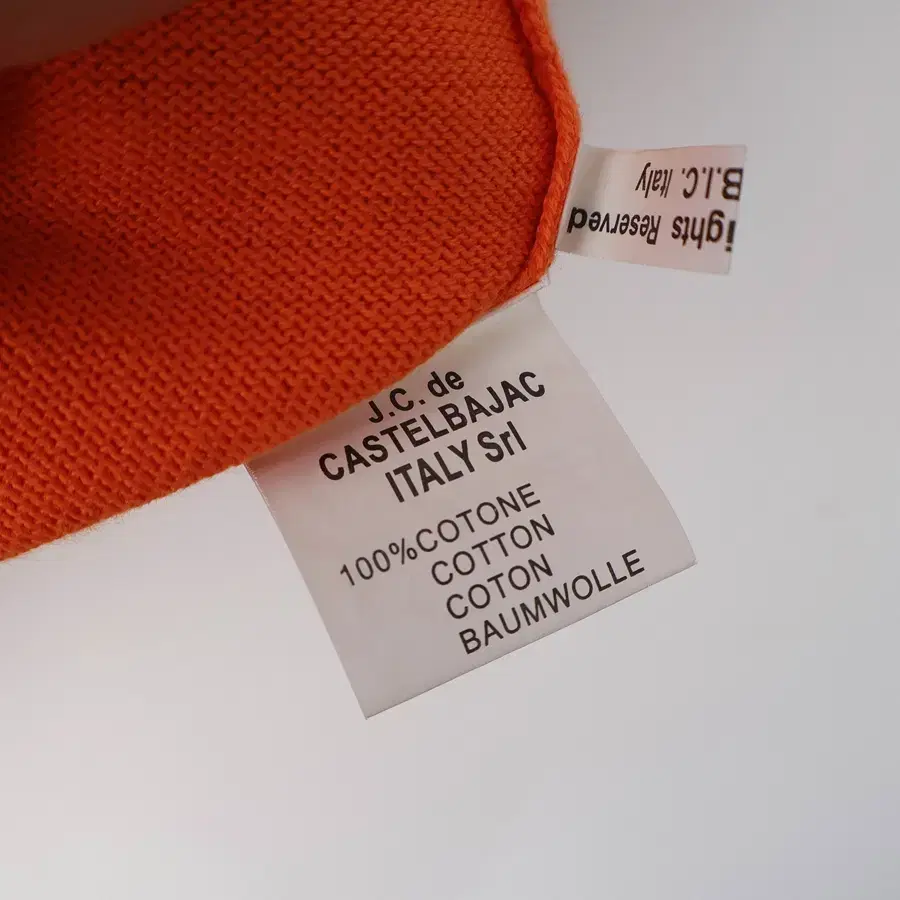 J.C. de
CASTELBAJAC
ITALY Srl
100%COTONE
COTTON
COTON
BAUMWOLLE
ights Reserved
B.I.C. Italy